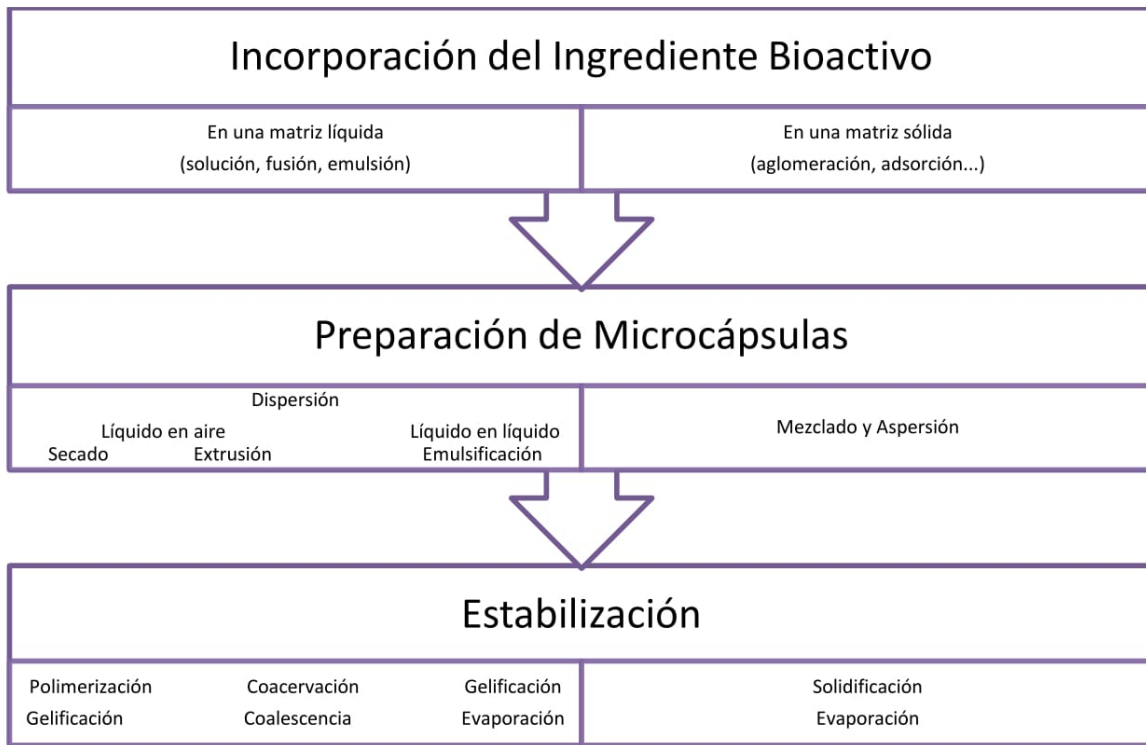 Incorporación del Ingrediente Bioactivo
En una matriz líquida
(solución, fusión, emulsión)
En una matriz sólida
(aglomeración, adsorción...)
Preparación de Microcápsulas
Dispersión
Líquido en aire Líquido en líquido
Secado Extrusión Emulsificación
Mezclado y Aspersión
Estabilización
Polimerización Coacervación Gelificación
Gelificación Coalescencia Evaporación
Solidificación
Evaporación